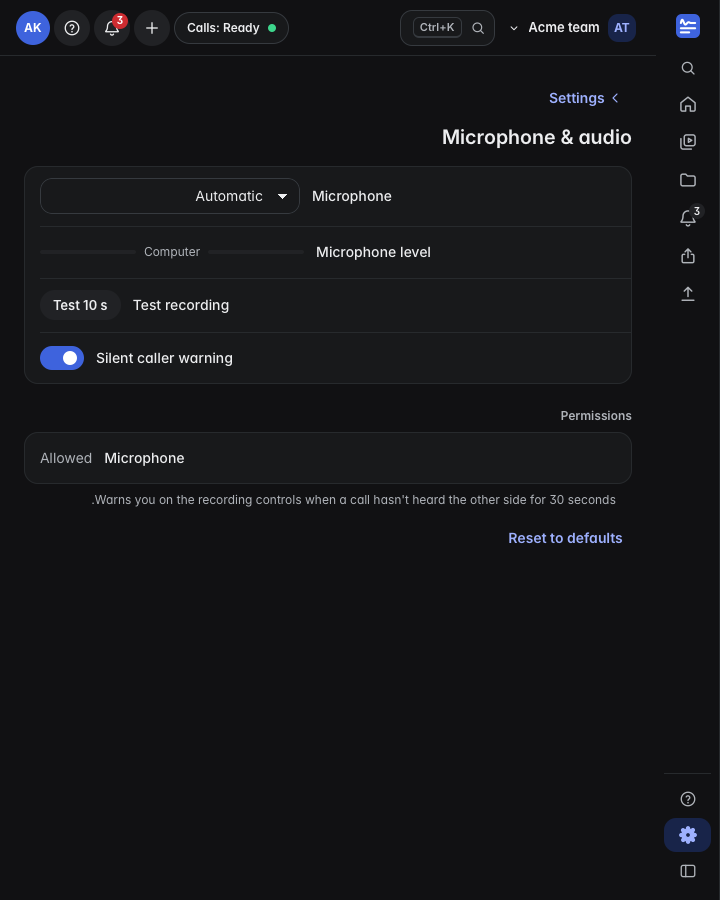 AK
3
Calls: Ready
Ctrl+K
Acme team
AT
Settings
Microphone & audio
Microphone
Automatic
Microphone level
Computer
Test recording
Test 10 s
Silent caller warning
Permissions
Microphone
Allowed
.Warns you on the recording controls when a call hasn't heard the other side for 30 seconds
Reset to defaults
3